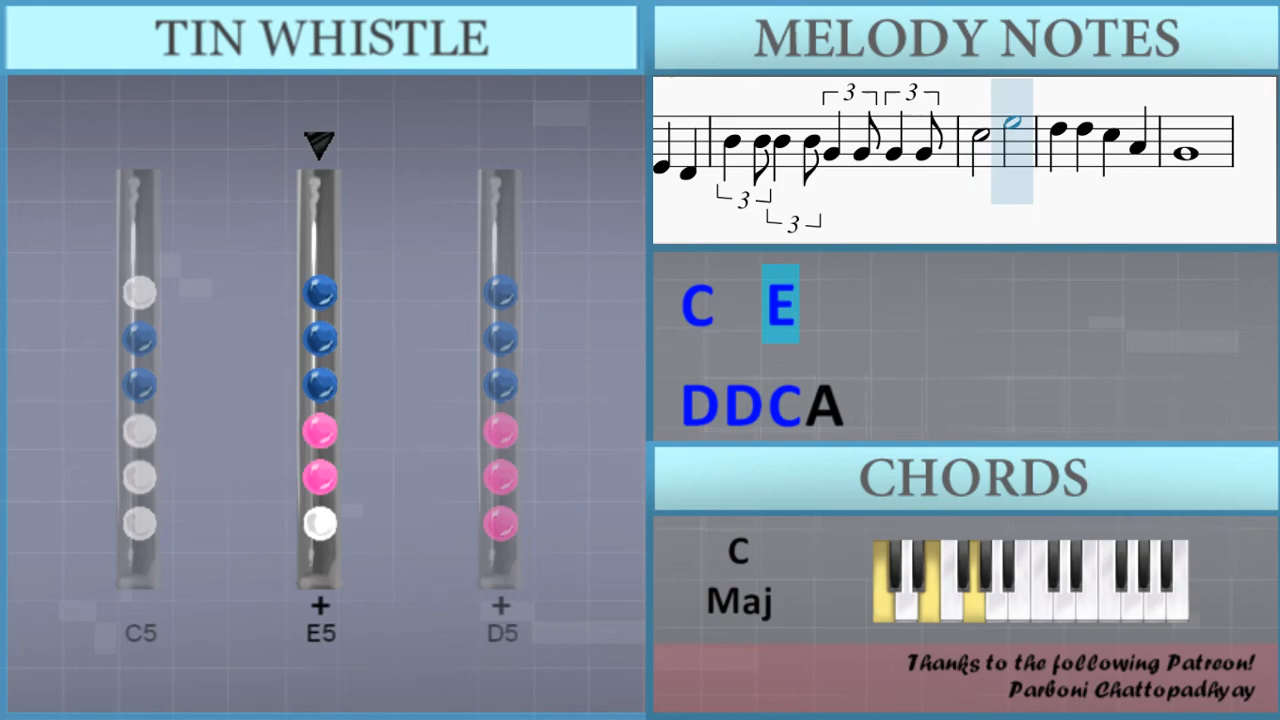 TIN WHISTLE
MELODY NOTES
3 3
3
3
C E
DDCA
CHORDS
C
Maj
+
C5
E5
+
D5
Thanks to the following Patreon!
Parboni Chattopadhyay